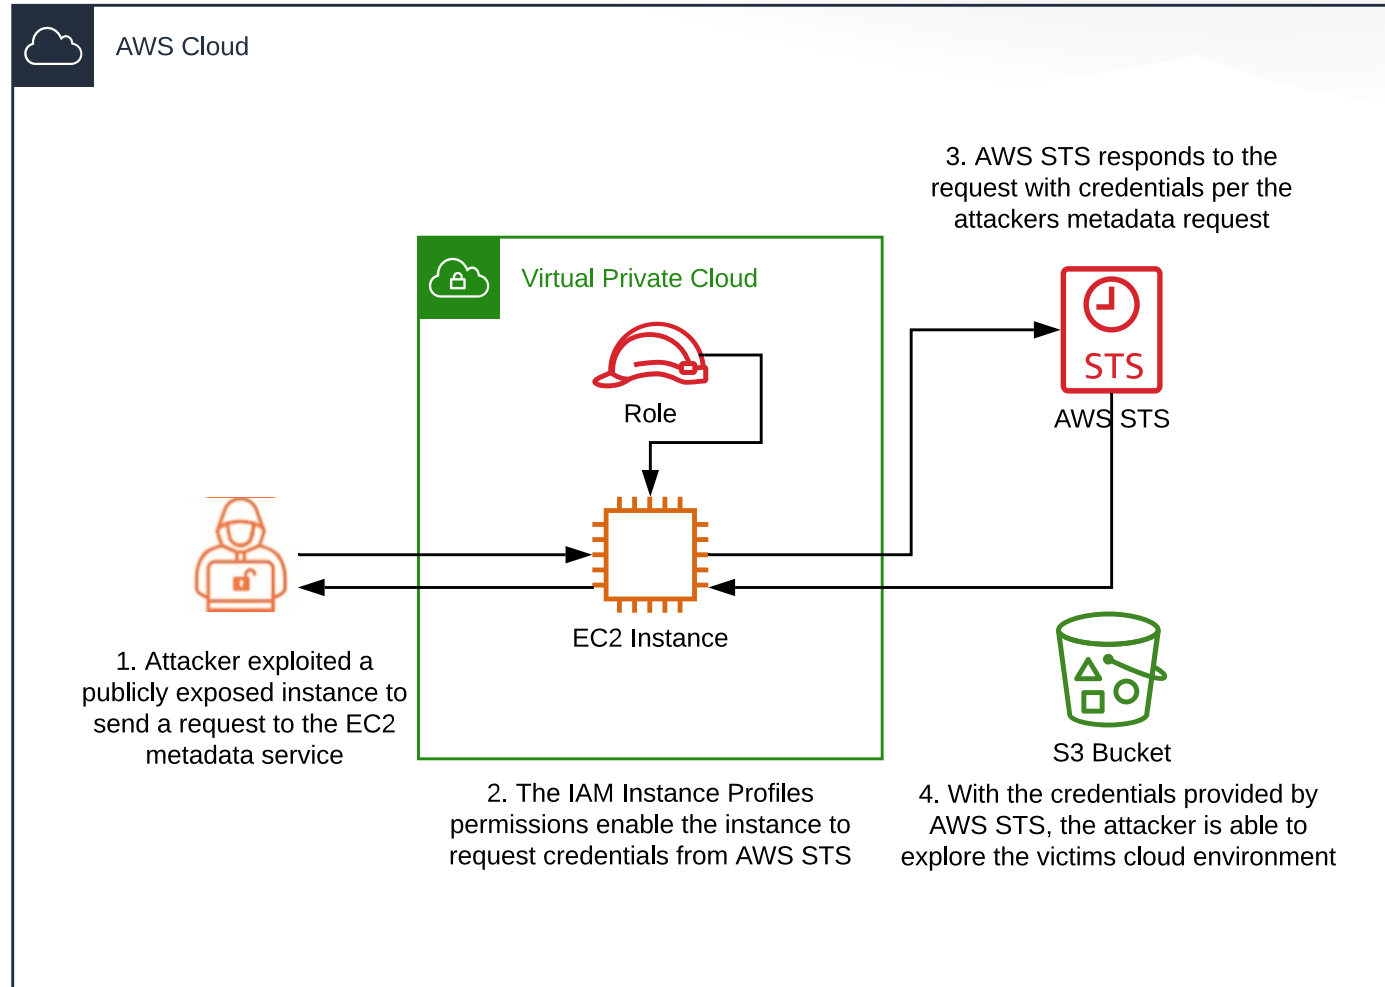 AWS Cloud
3. AWS STS responds to the
request with credentials per the
attackers metadata request
Virtual Private Cloud
STS
Role
AWS STS
EC2 Instance
1. Attacker exploited a
publicly exposed instance to
send a request to the EC2
metadata service
S3 Bucket
2. The IAM Instance Profiles
permissions enable the instance to
request credentials from AWS STS
4. With the credentials provided by
AWS STS, the attacker is able to
explore the victims cloud environment